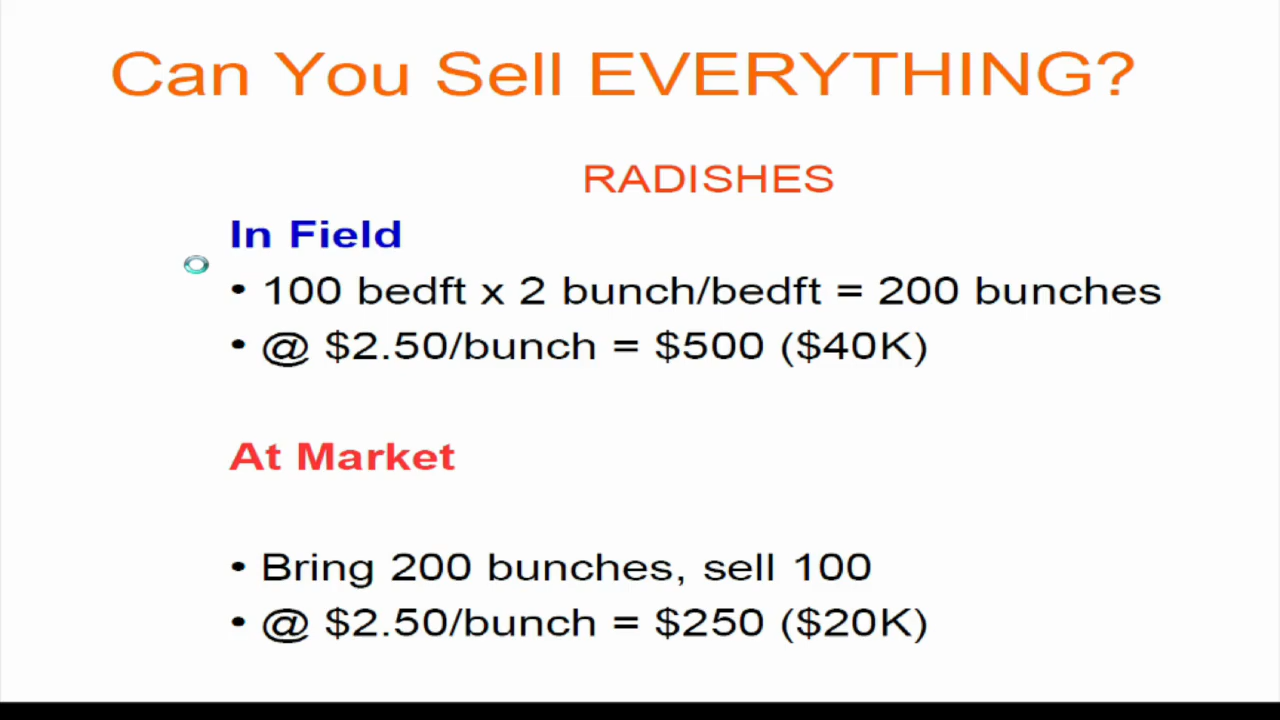 Can You Sell EVERYTHING?
RADISHES
In Field
• 100 bedft x 2 bunch/bedft = 200 bunches
• @ $2.50/bunch = $500 ($40K)
At Market
• Bring 200 bunches, sell 100
• @ $2.50/bunch = $250 ($20K)